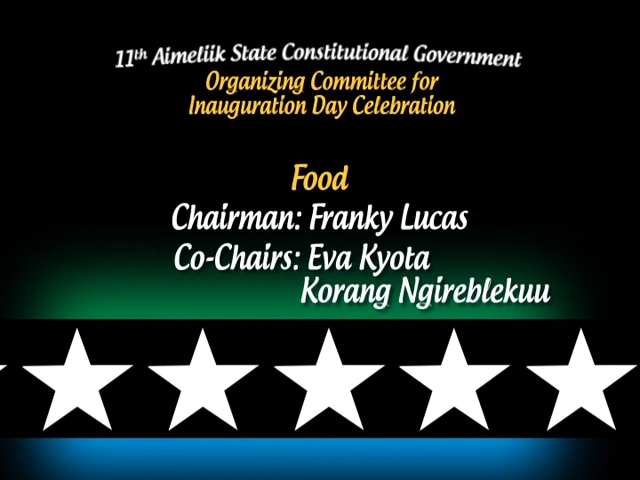 11th Aimeliik State Constitutional Government
Organizing Committee for
Inauguration Day Celebration
Food
Chairman: Franky Lucas
Co-Chairs: Eva Kyota
Korang Ngireblekuu